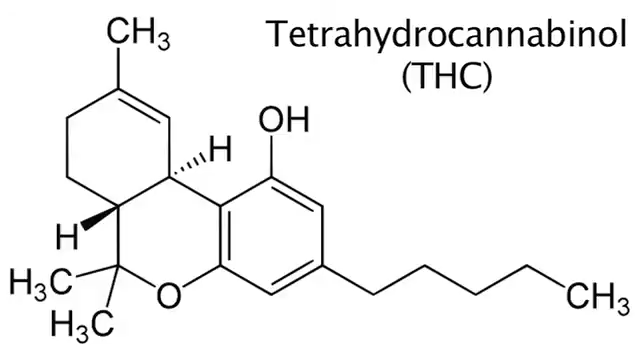 CH₃
Tetrahydrocannabinol
(THC)
OH
H
H
H₃C
O
H₃C
CH₃